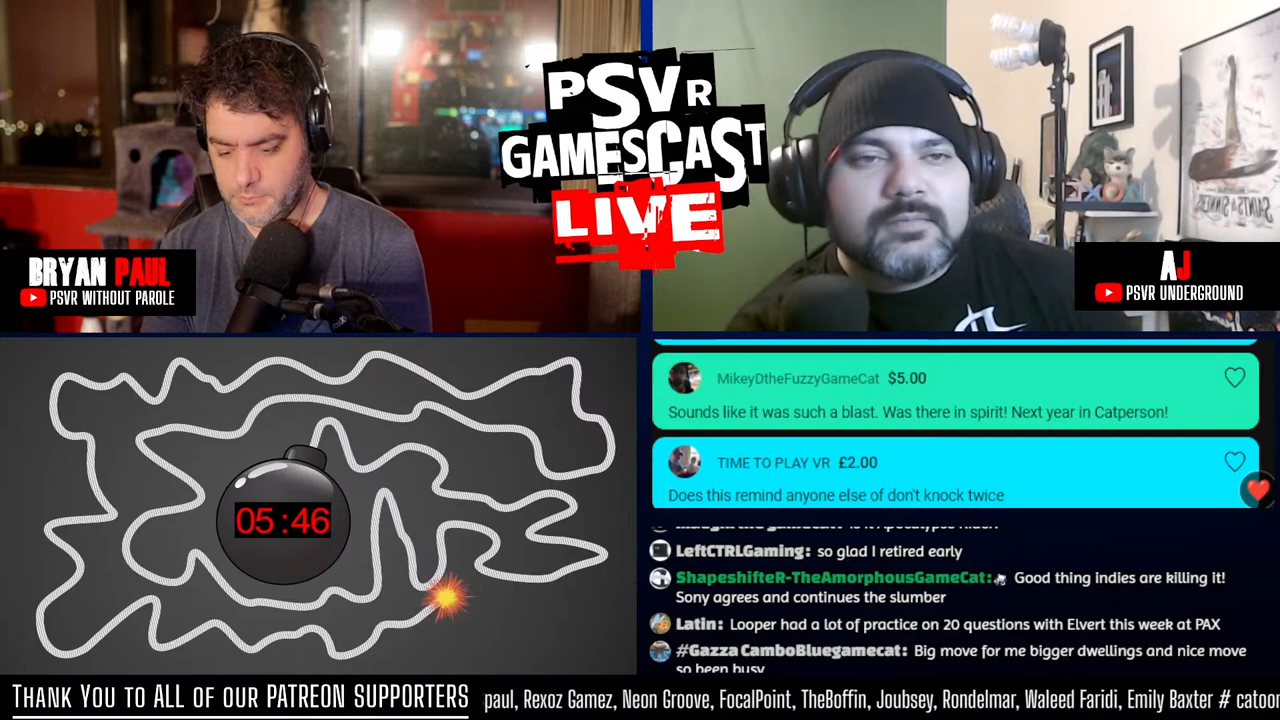 PSVR
GAMESCAST
LIVE
BRYAN PAUL
PSVR WITHOUT PAROLE
AJ
PSVR UNDERGROUND
05:46
MikeyDtheFuzzyGameCat $5.00
Sounds like it was such a blast. Was there in spirit! Next year in Catperson!
TIME TO PLAY VR £2.00
Does this remind anyone else of don't knock twice
LeftCTRLGaming: so glad I retired early
ShapeshifteR-TheAmorphousGameCat: Good thing indies are killing it!
Sony agrees and continues the slumber
Latin: Looper had a lot of practice on 20 questions with Elvert this week at PAX
#Gazza CamboBluegamecat: Big move for me bigger dwellings and nice move
so been busy
THANK YOU TO ALL OF OUR PATREON SUPPORTERS
paul, Rexoz Gamez, Neon Groove, FocalPoint, TheBoffin, Joubsey, Rondelmar, Waleed Faridi, Emily Baxter # catoo